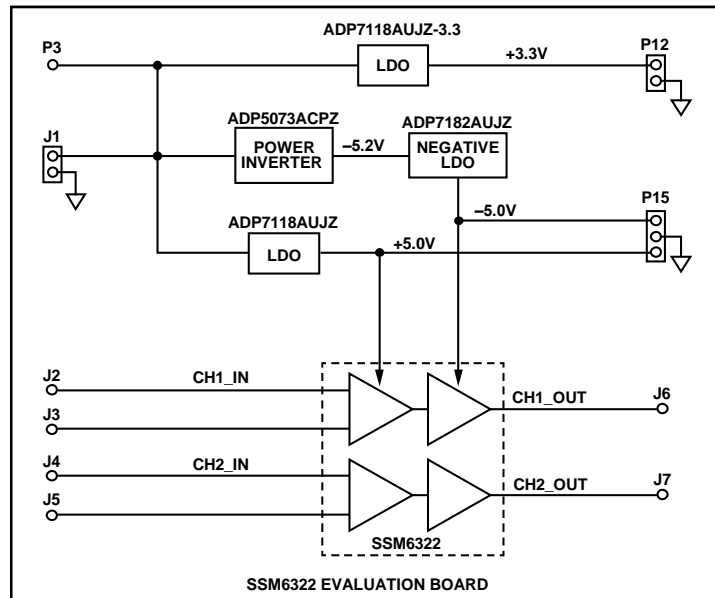 ADP7118AUJZ-3.3
P3
LDO
+3.3V
P12
ADP5073ACPZ
ADP7182AUJZ
J1
POWER
INVERTER
–5.2V
NEGATIVE
LDO
P15
ADP7118AUJZ
–5.0V
LDO
+5.0V
J2
CH1_IN
J3
CH1_OUT
J6
J4
CH2_IN
J5
CH2_OUT
J7
SSM6322
SSM6322 EVALUATION BOARD